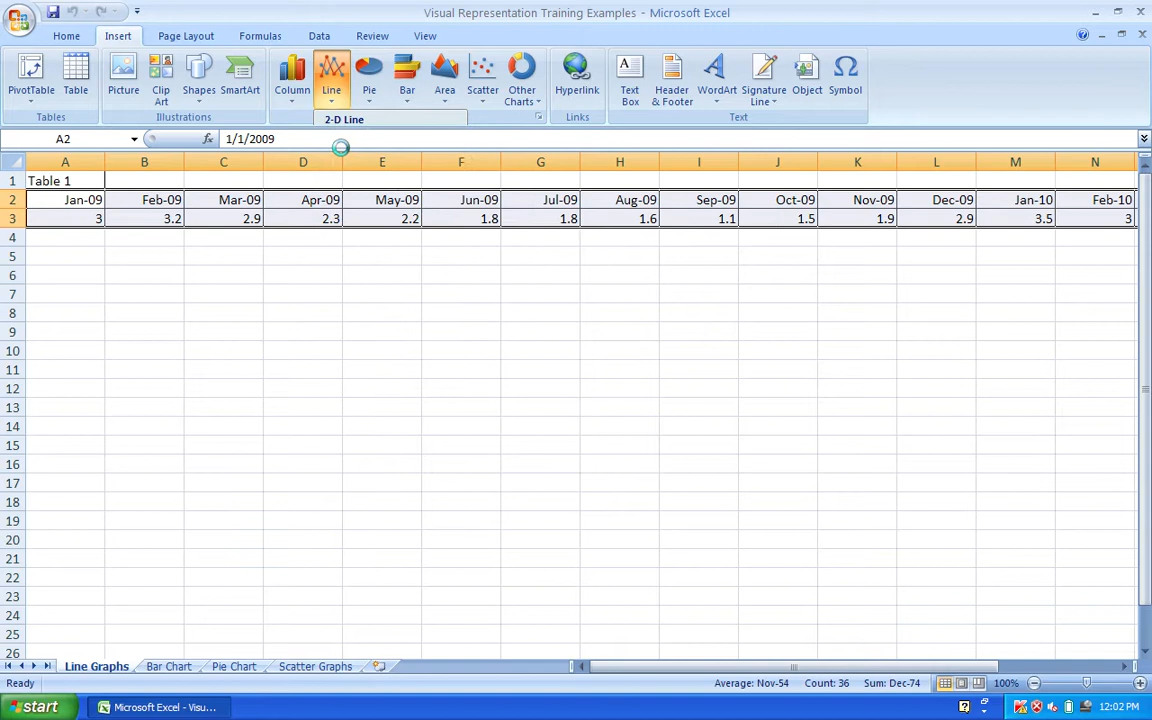 Visual Representation Training Examples - Microsoft Excel
Home Insert Page Layout Formulas Data Review View
PivotTable Table Picture Clip Art Shapes SmartArt Column Line Pie Bar Area Scatter Other Charts Hyperlink Text Box Header & Footer WordArt Signature Line Object Symbol
Tables Illustrations Links Text
2-D Line
A2 fx 1/1/2009
A B C D E F G H I J K L M N
1 Table 1
2 Jan-09 Feb-09 Mar-09 Apr-09 May-09 Jun-09 Jul-09 Aug-09 Sep-09 Oct-09 Nov-09 Dec-09 Jan-10 Feb-10
3 3 3.2 2.9 2.3 2.2 1.8 1.8 1.6 1.1 1.5 1.9 2.9 3.5 3
4
5
6
7
8
9
10
11
12
13
14
15
16
17
18
19
20
21
22
23
24
25
26
Line Graphs Bar Chart Pie Chart Scatter Graphs
Ready Average: Nov-54 Count: 36 Sum: Dec-74 100%
start Microsoft Excel - Visu... 12:02 PM